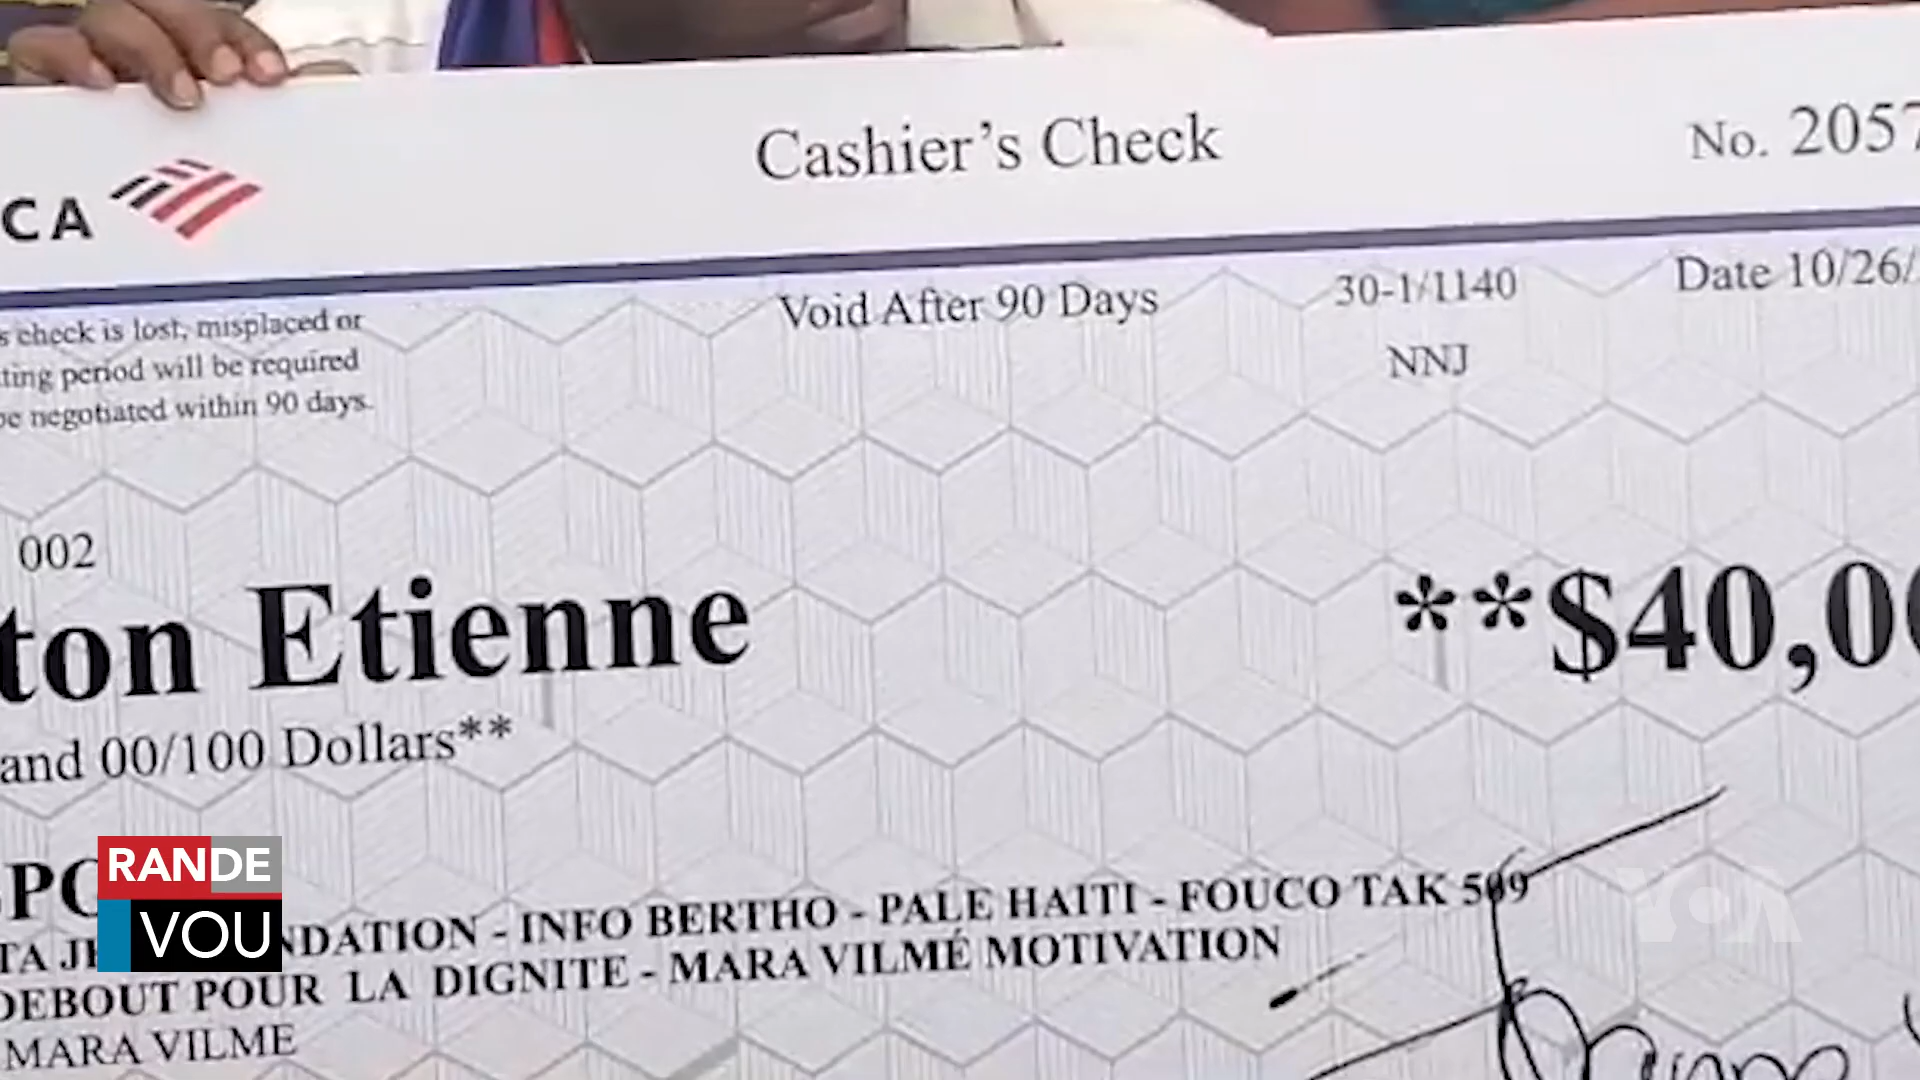 Cashier's Check
No. 2057
CA
Date 10/26/
30-1/1140
Void After 90 Days
NNJ
s check is lost, misplaced or
ting period will be required
be negotiated within 90 days.
002
ton Etienne
**$40,00
and 00/100 Dollars**
RANDE
VOU
INFO BERTHO - PALE HAITI - FOUCO TAK 509
NDATION -
DEBOUT POUR LA DIGNITE - MARA VILMÉ MOTIVATION
MARA VILME
VOA